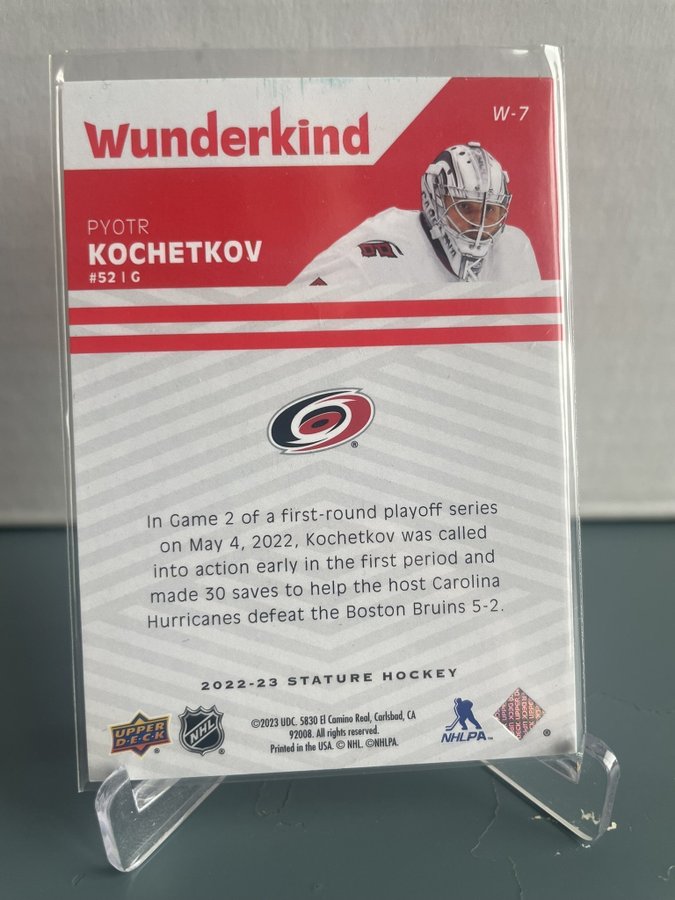 Wunderkind
W-7
PYOTR
KOCHETKOV
#52 | G
In Game 2 of a first-round playoff series
on May 4, 2022, Kochetkov was called
into action early in the first period and
made 30 saves to help the host Carolina
Hurricanes defeat the Boston Bruins 5-2.
2022-23 STATURE HOCKEY
UPPER
D·E·C·K
NHL
©2023 UDC. 5830 El Camino Real, Carlsbad, CA
92008. All rights reserved.
Printed in the USA. © NHL. ©NHLPA.
NHLPA